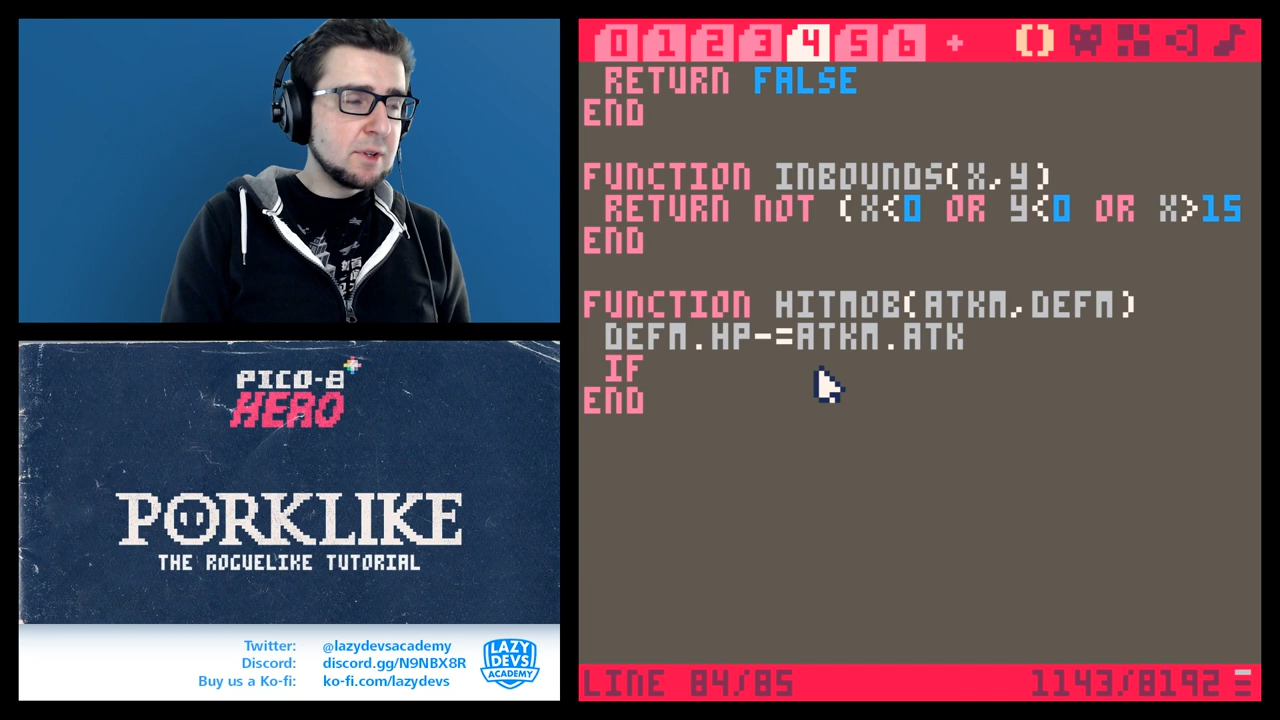 0 1 2 3 4 5 6 +
RETURN FALSE
END
FUNCTION INBOUNDS(X,Y)
RETURN NOT (X<0 OR Y<0 OR X>15
END
FUNCTION HITMOB(ATKM,DEFM)
DEFM.HP-=ATKM.ATK
IF
END
LINE 84/85
1143/8192
PICO-8
HERO
PORKLIKE
THE ROGUELIKE TUTORIAL
Twitter: @lazydevsacademy
Discord: discord.gg/N9NBX8R
Buy us a Ko-fi: ko-fi.com/lazydevs
LAZY
DEVS
ACADEMY